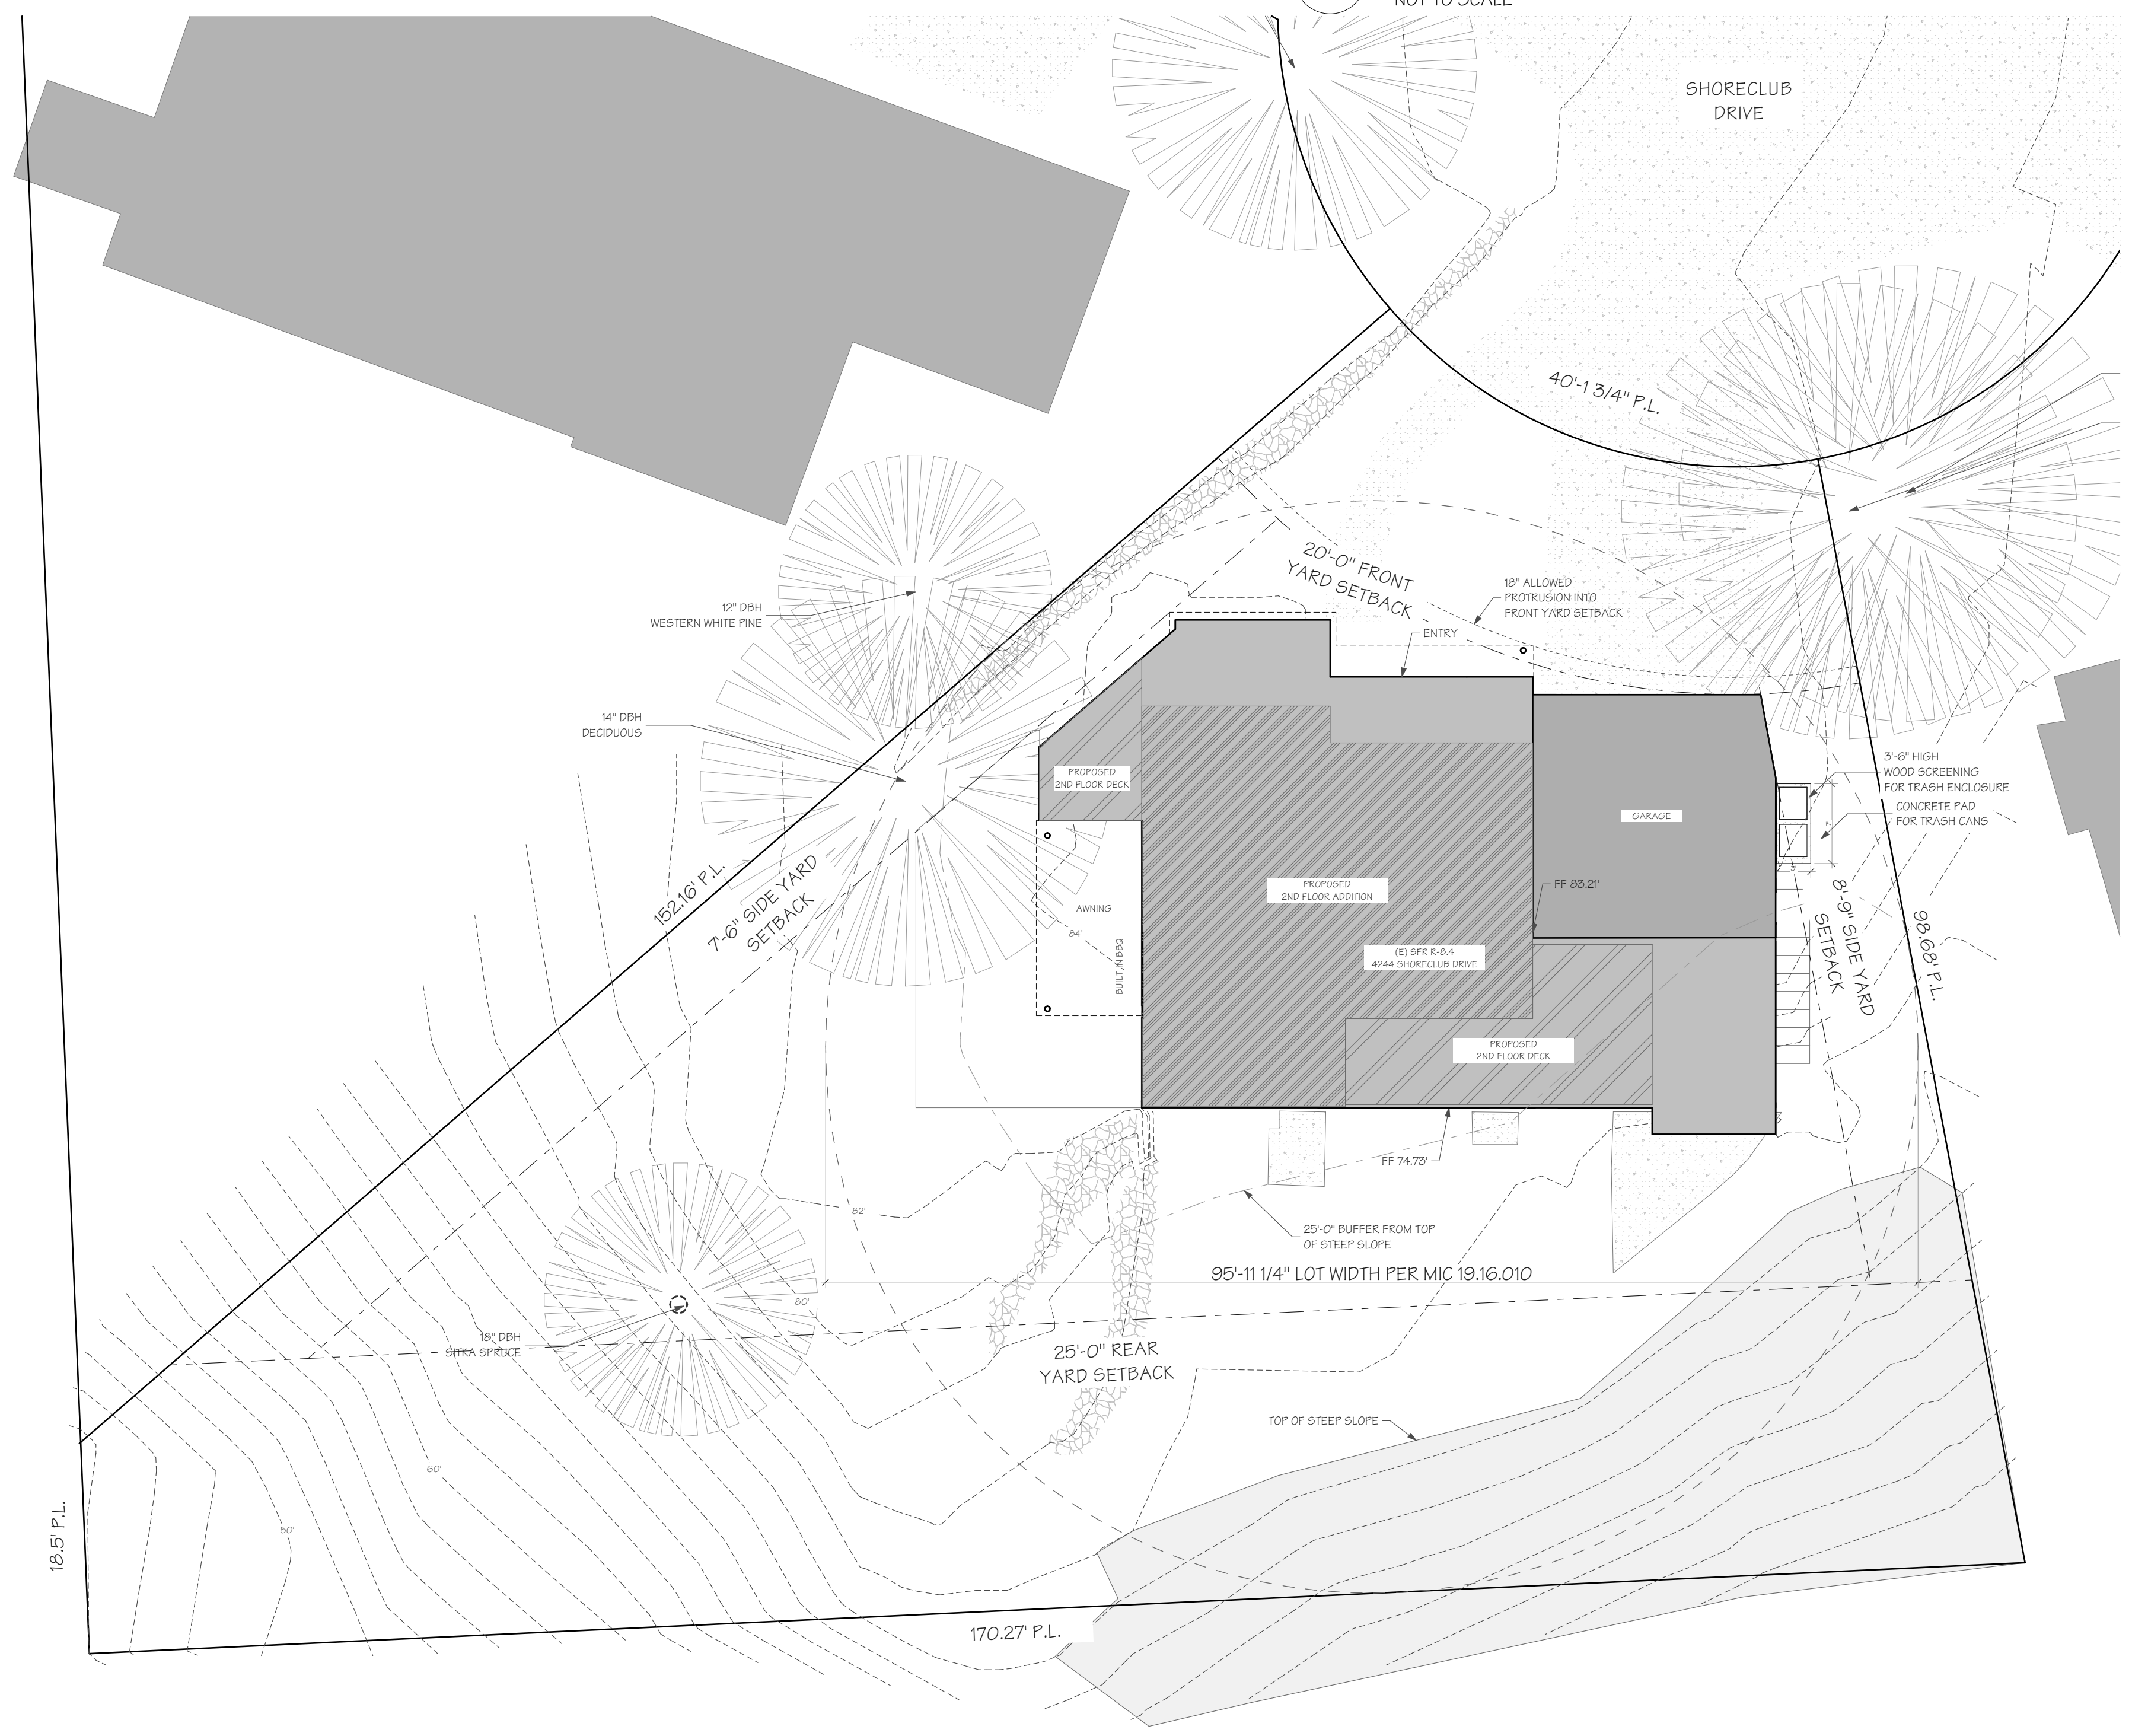 NOT TO SCALE
SHORECLUB
DRIVE
40'-1 3/4" P.L.
20'-0" FRONT
YARD SETBACK
18" ALLOWED
PROTRUSION INTO
FRONT YARD SETBACK
ENTRY
12" DBH
WESTERN WHITE PINE
14" DBH
DECIDUOUS
PROPOSED
2ND FLOOR DECK
3'-6" HIGH
WOOD SCREENING
FOR TRASH ENCLOSURE
CONCRETE PAD
FOR TRASH CANS
GARAGE
152.16' P.L.
7'-6" SIDE YARD
SETBACK
AWNING
84'
BUILT IN BBQ
PROPOSED
2ND FLOOR ADDITION
FF 83.21'
(E) SFR R-8.4
4244 SHORECLUB DRIVE
8'-9" SIDE YARD
SETBACK
98.68' P.L.
PROPOSED
2ND FLOOR DECK
FF 74.73'
82'
25'-0" BUFFER FROM TOP
OF STEEP SLOPE
95'-11 1/4" LOT WIDTH PER MIC 19.16.010
80'
18" DBH
SITKA SPRUCE
25'-0" REAR
YARD SETBACK
TOP OF STEEP SLOPE
60'
50'
18.5' P.L.
170.27' P.L.